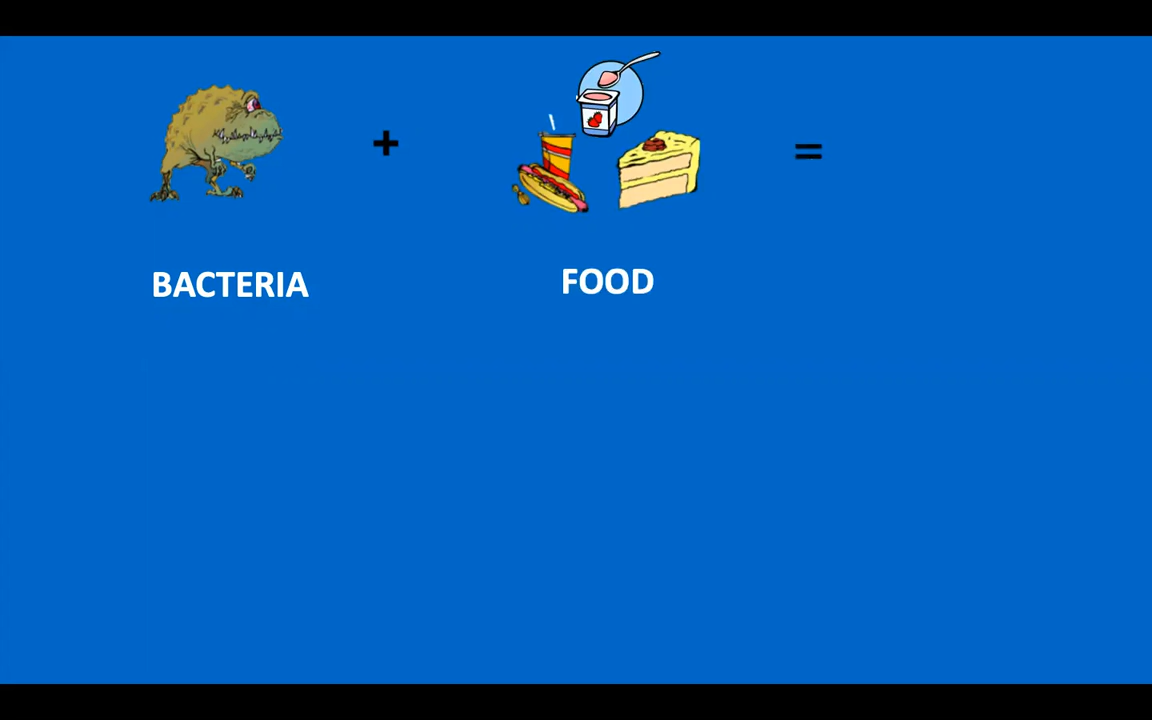 + =
BACTERIA FOOD